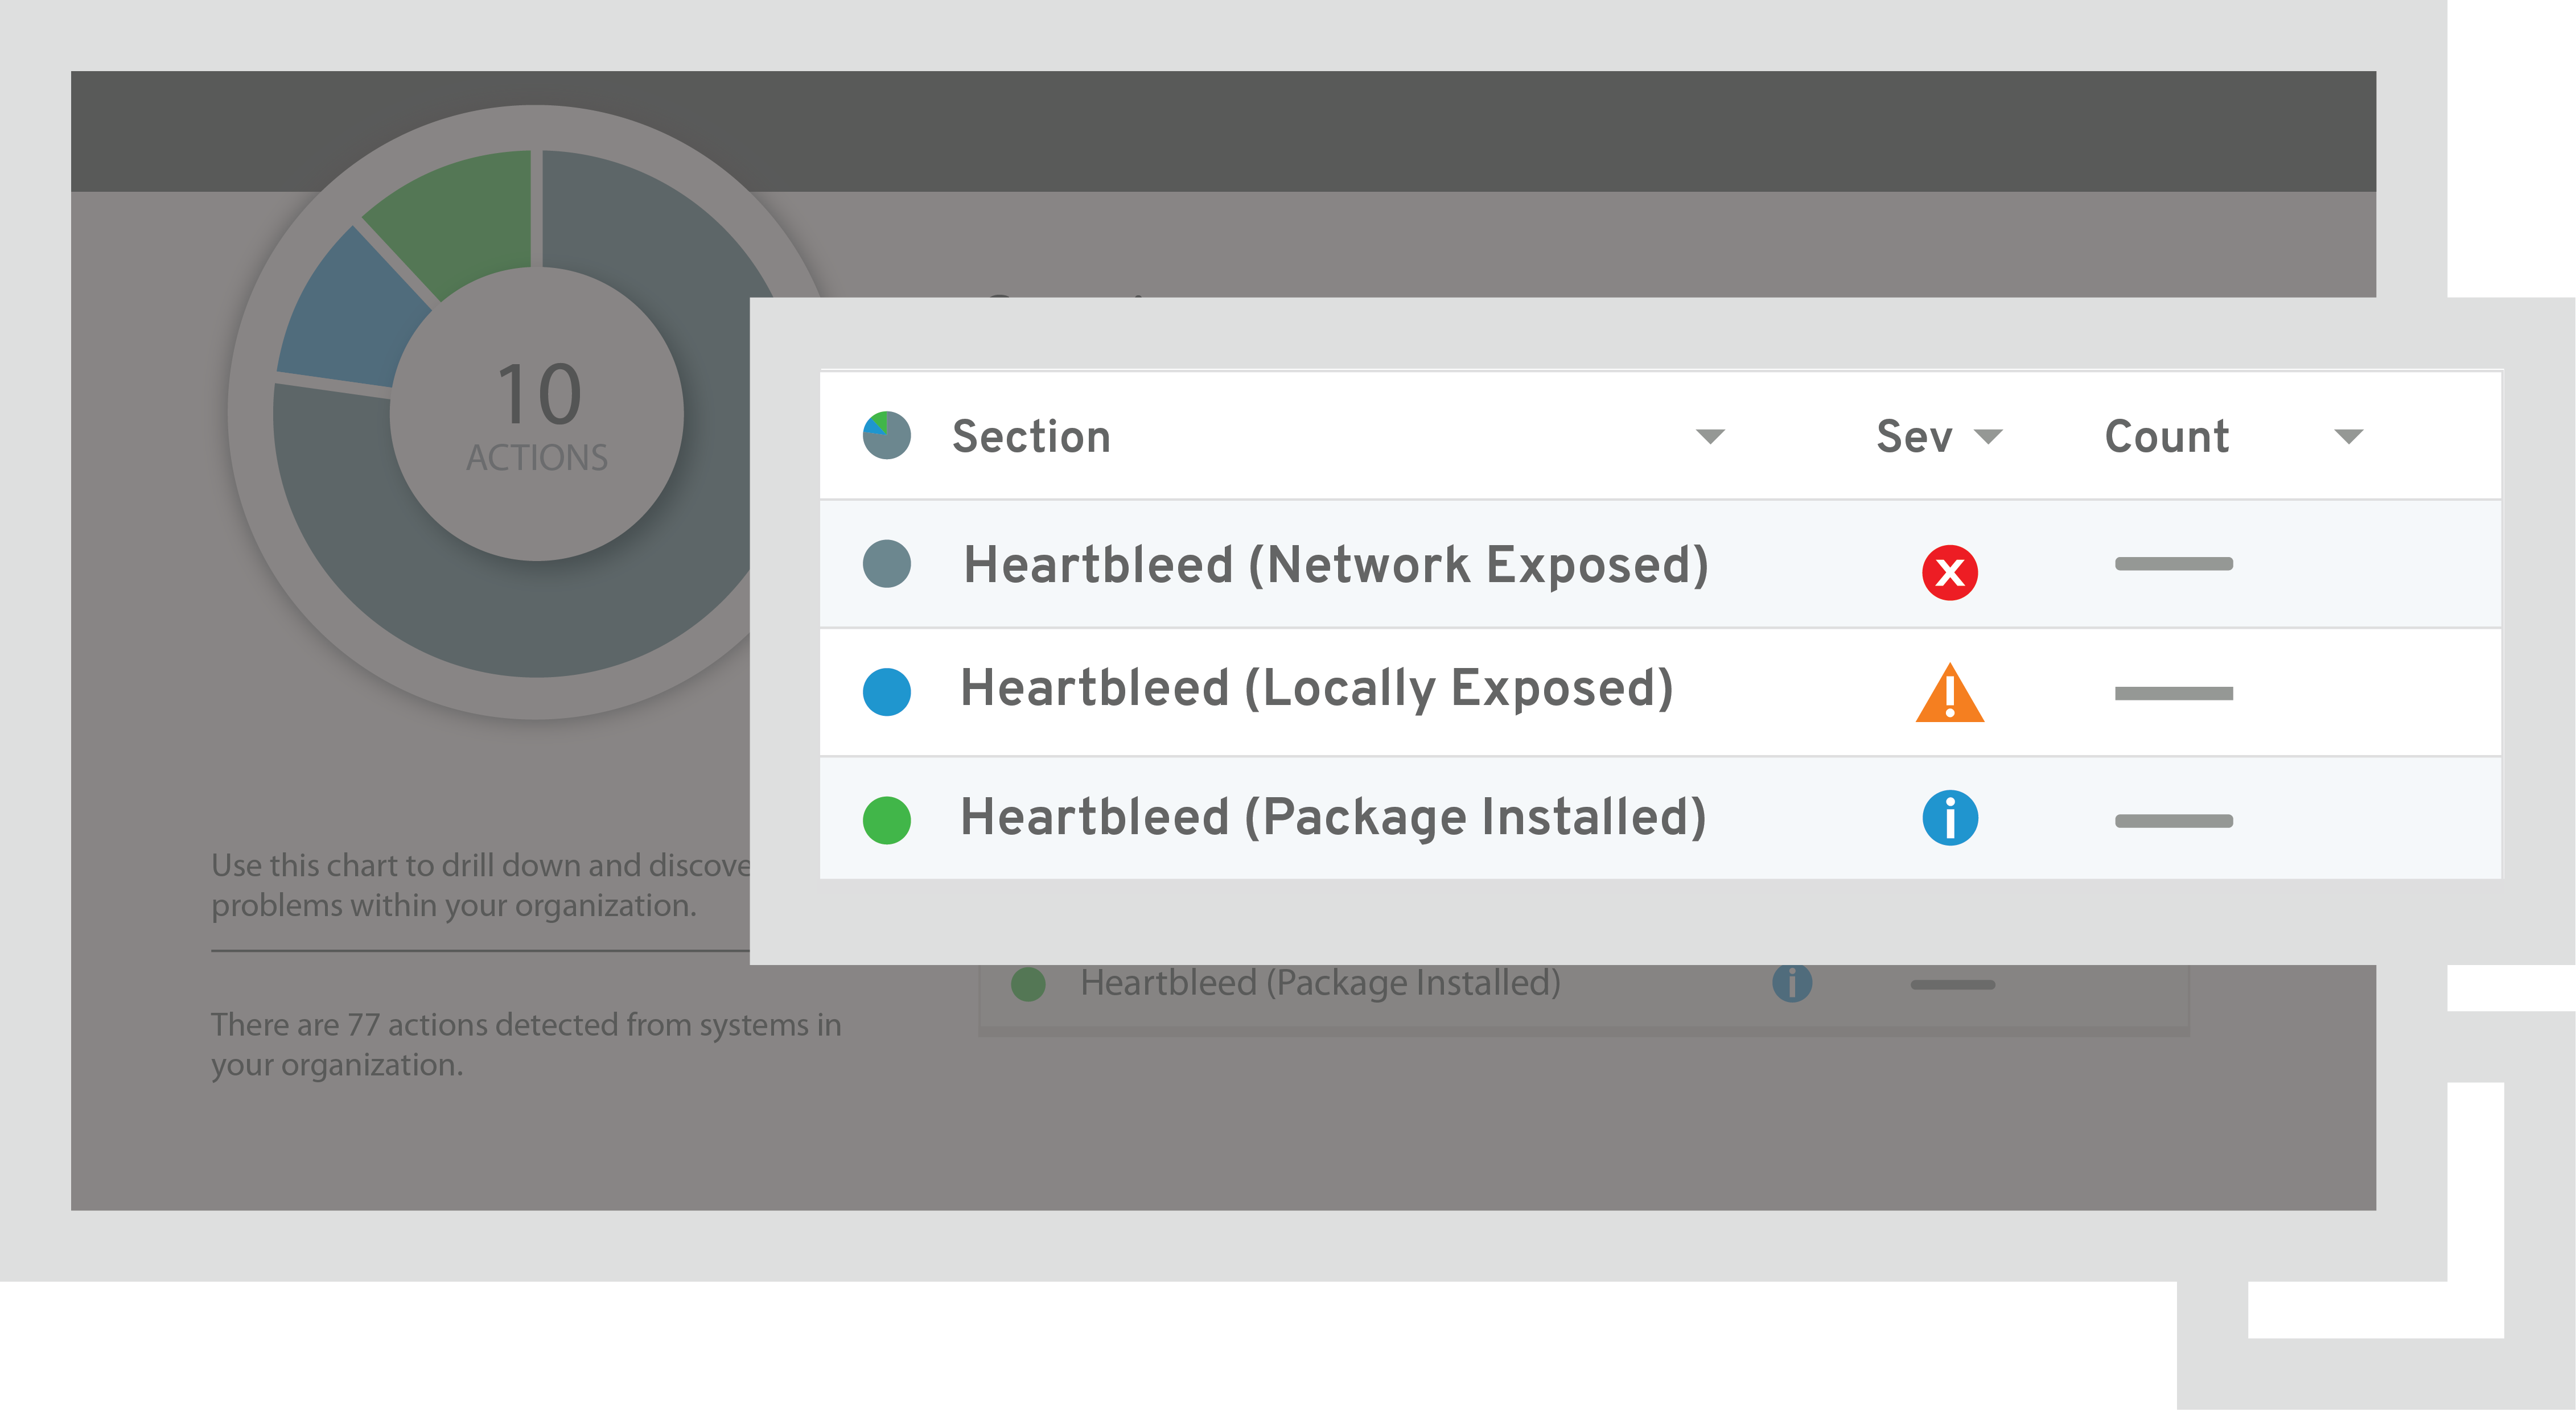 10
ACTIONS
Section Sev Count
Heartbleed (Network Exposed)
Heartbleed (Locally Exposed)
Heartbleed (Package Installed)
Use this chart to drill down and
problems within your organization.
Heartbleed (Package Installed)
There are 77 actions detected from systems in
your organization.